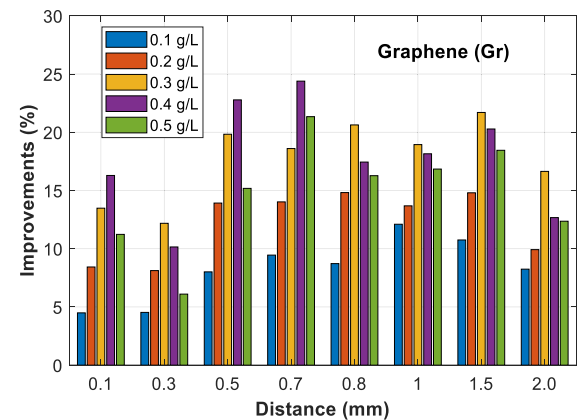 30
25
20
15
10
5
0
Improvements (%)
0.1 g/L
0.2 g/L
0.3 g/L
0.4 g/L
0.5 g/L
Graphene (Gr)
0.1 0.3 0.5 0.7 0.8 1 1.5 2.0
Distance (mm)